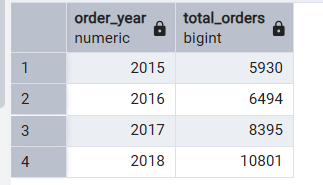 order_year total_orders
numeric bigint
1 2015 5930
2 2016 6494
3 2017 8395
4 2018 10801